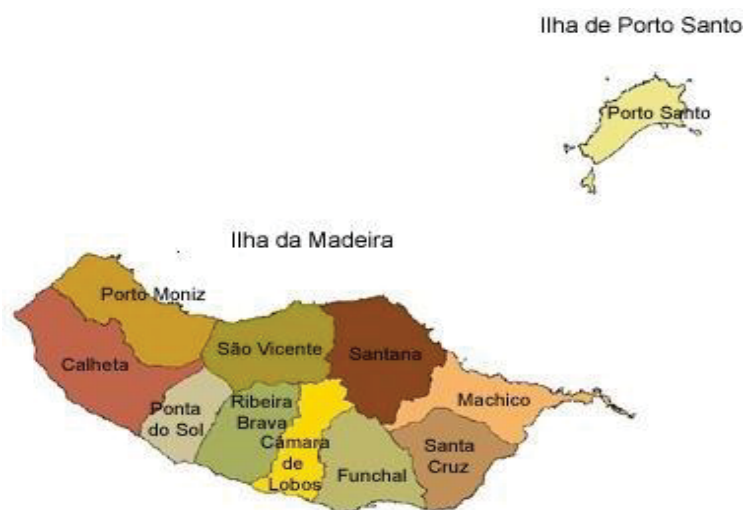 Ilha de Porto Santo
Porto Santo
Ilha da Madeira
Porto Moniz
São Vicente
Santana
Calheta
Machico
Ponta
do Sol
Ribeira
Brava
Câmara
de
Lobos
Funchal
Santa
Cruz